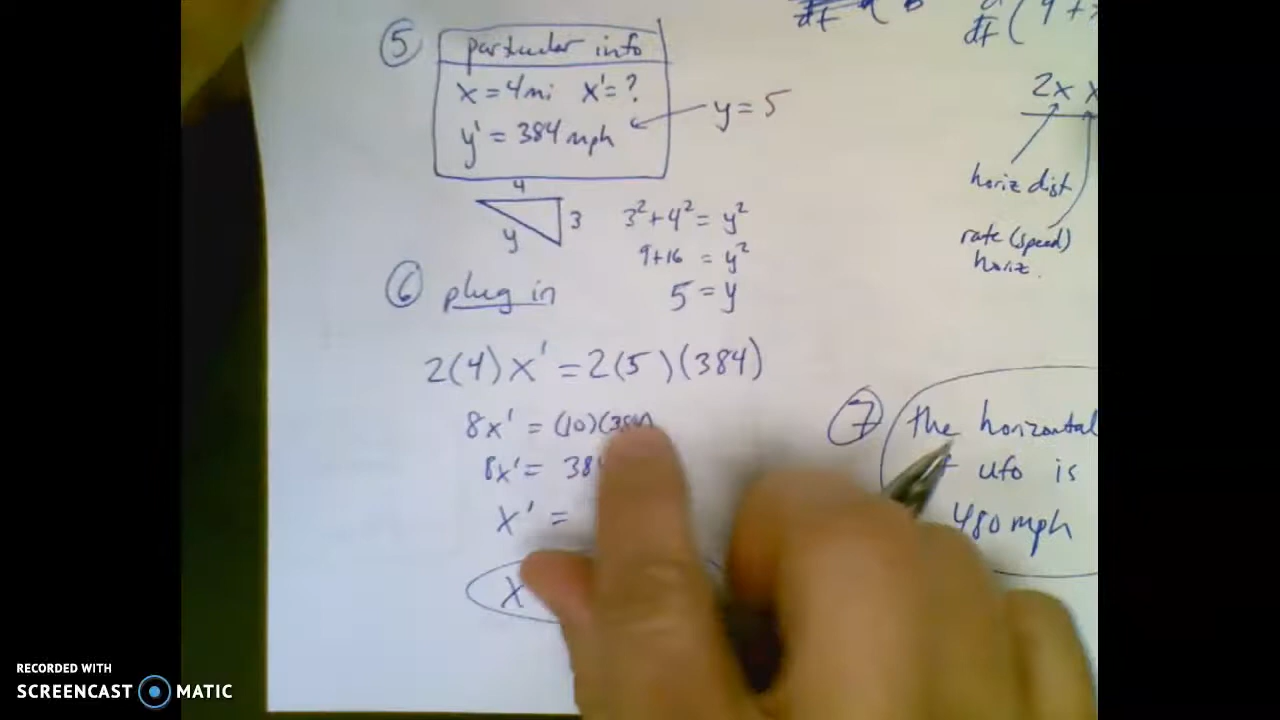 5 particular info
x = 4mi x' = ?
y' = 384 mph
y = 5
4
3
y
3² + 4² = y²
9 + 16 = y²
5 = y
6 plug in
2(4) x' = 2(5)(384)
8x' = (10)(384)
8x' = 384
x' =
x
2x x
horiz dist
rate (speed)
horiz.
7 the horizontal
ufo is
480 mph
RECORDED WITH
SCREENCAST MATIC